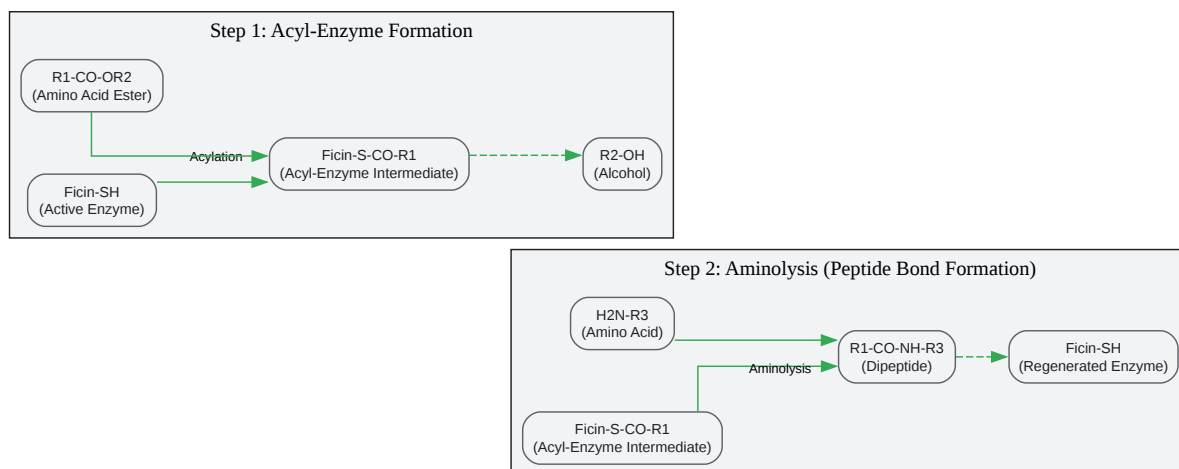 Step 1: Acyl-Enzyme Formation
R1-CO-OR2
(Amino Acid Ester)
Acylation
Ficin-S-CO-R1
(Acyl-Enzyme Intermediate)
R2-OH
(Alcohol)
Ficin-SH
(Active Enzyme)
Step 2: Aminolysis (Peptide Bond Formation)
H2N-R3
(Amino Acid)
R1-CO-NH-R3
(Dipeptide)
Ficin-SH
(Regenerated Enzyme)
Aminolysis
Ficin-S-CO-R1
(Acyl-Enzyme Intermediate)